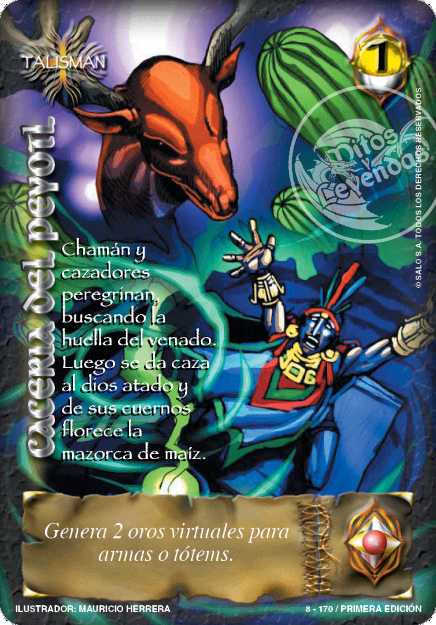 TALISMAN
1
Mitos
y
Leyendas
CACERIA DEL PEYOTL
Chamán y
cazadores
peregrinan,
buscando la
huella del venado.
Luego se da caza
al dios atado y
de sus cuernos
florece la
mazorca de maíz.
© SALO S.A. TODOS LOS DERECHOS RESERVADOS
Genera 2 oros virtuales para
armas o tótems.
ILUSTRADOR: MAURICIO HERRERA
8 - 170 / PRIMERA EDICIÓN